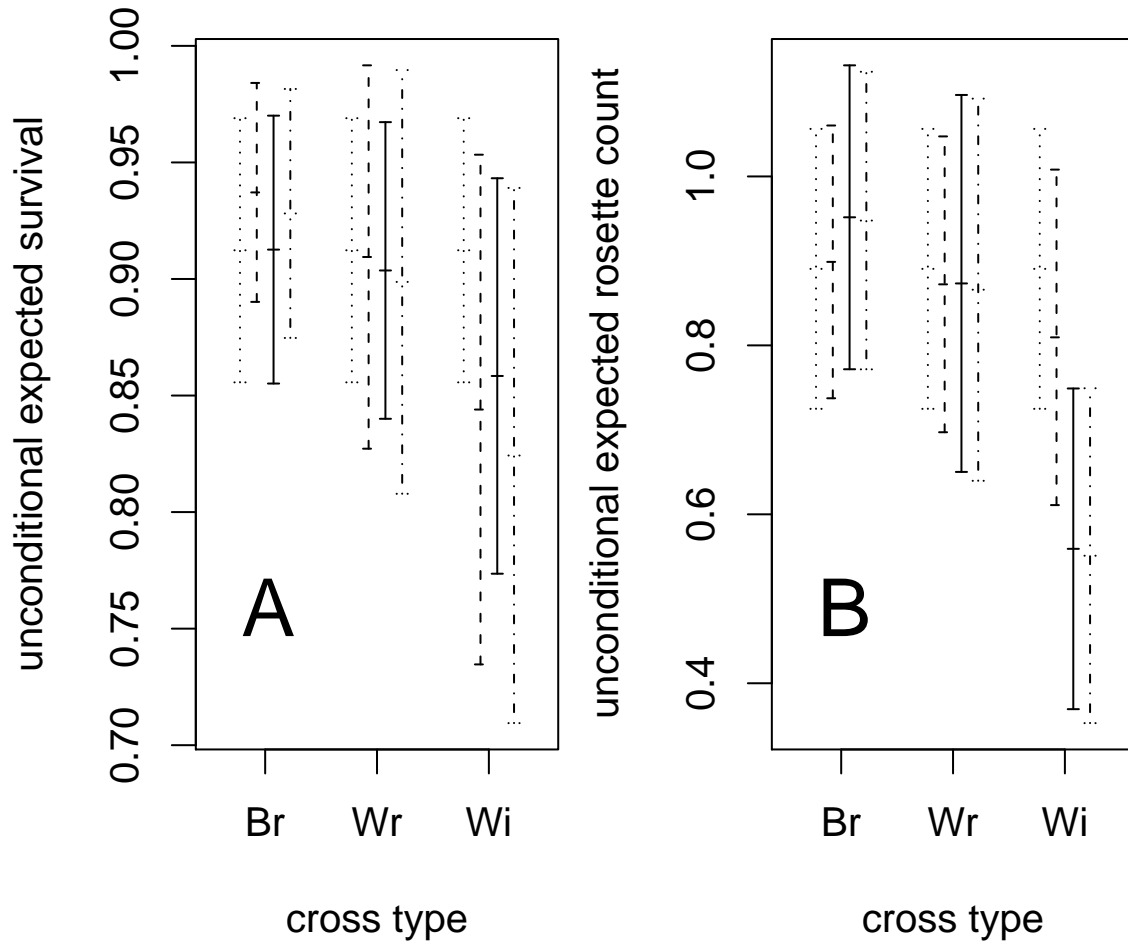 unconditional expected survival
1.00
0.95
0.90
0.85
0.80
0.75
0.70
A
Br Wr Wi
cross type
unconditional expected rosette count
1.0
0.8
0.6
0.4
B
Br Wr Wi
cross type